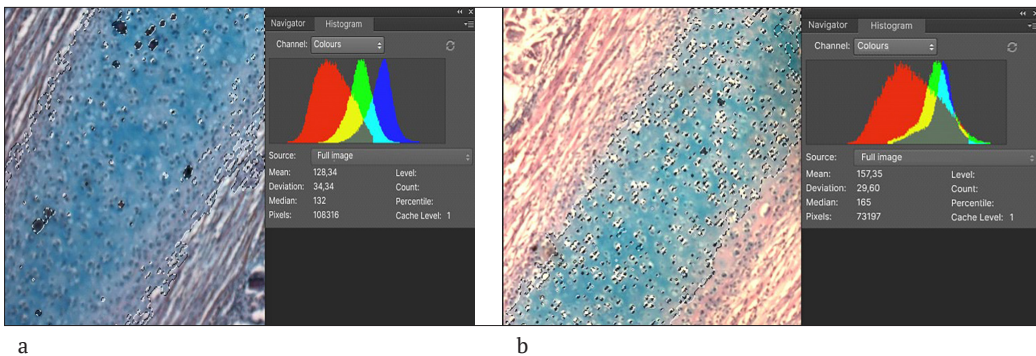 Navigator Histogram
Channel: Colours
Source: Full image
Mean: 128,34 Level:
Deviation: 34,34 Count:
Median: 132 Percentile:
Pixels: 108316 Cache Level: 1
Navigator Histogram
Channel: Colours
Source: Full image
Mean: 157,35 Level:
Deviation: 29,60 Count:
Median: 165 Percentile:
Pixels: 73197 Cache Level: 1
a b